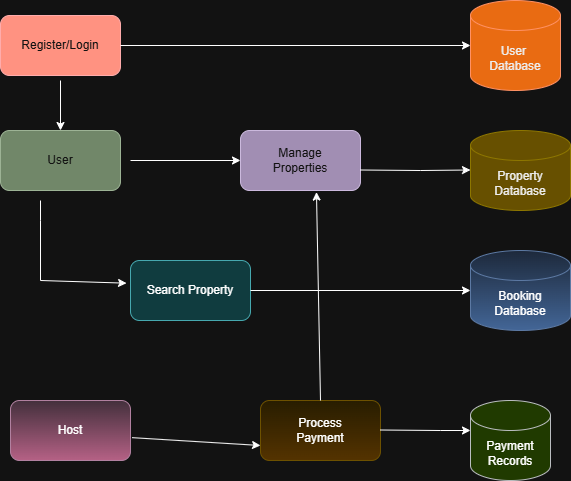 Register/Login
User
Database
User
Manage
Properties
Property
Database
Search Property
Booking
Database
Host
Process
Payment
Payment
Records